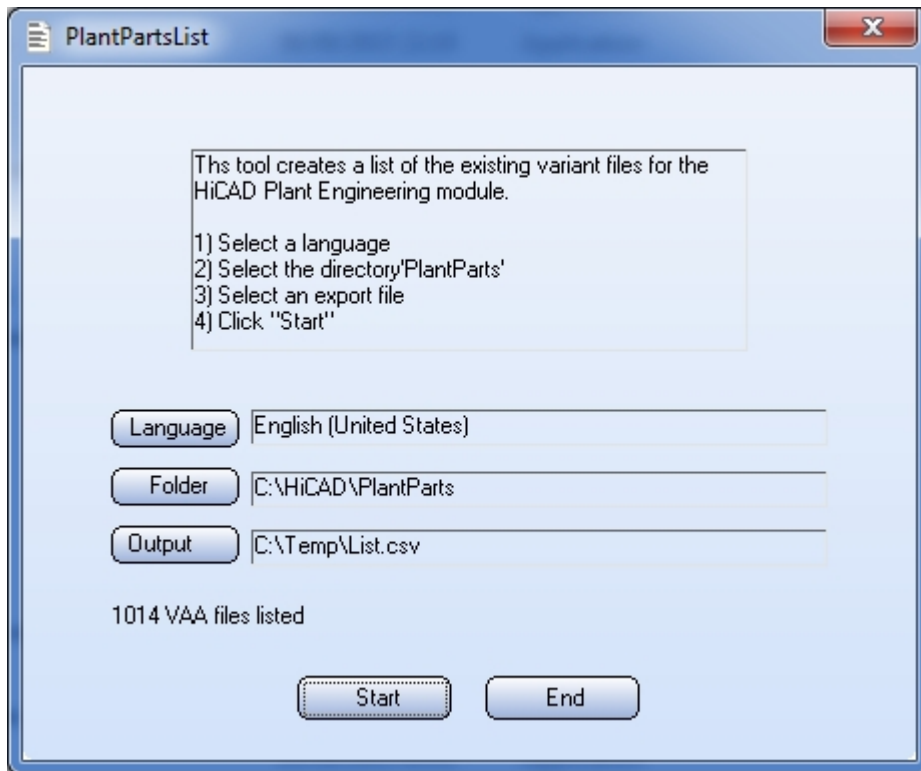 PlantPartsList
Ths tool creates a list of the existing variant files for the
HiCAD Plant Engineering module.
1) Select a language
2) Select the directory'PlantParts'
3) Select an export file
4) Click "Start"
Language English (United States)
Folder C:\HiCAD\PlantParts
Output C:\Temp\List.csv
1014 VAA files listed
Start End